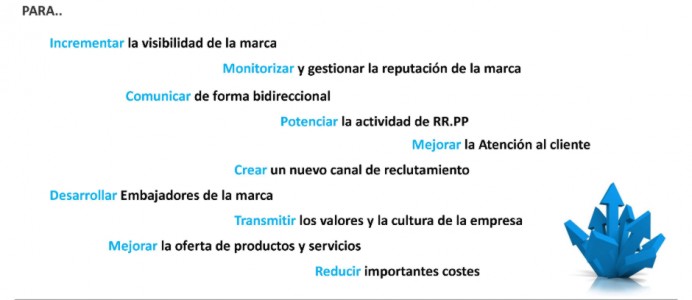 PARA..
Incrementar la visibilidad de la marca
Monitorizar y gestionar la reputación de la marca
Comunicar de forma bidireccional
Potenciar la actividad de RR.PP
Mejorar la Atención al cliente
Crear un nuevo canal de reclutamiento
Desarrollar Embajadores de la marca
Transmitir los valores y la cultura de la empresa
Mejorar la oferta de productos y servicios
Reducir importantes costes